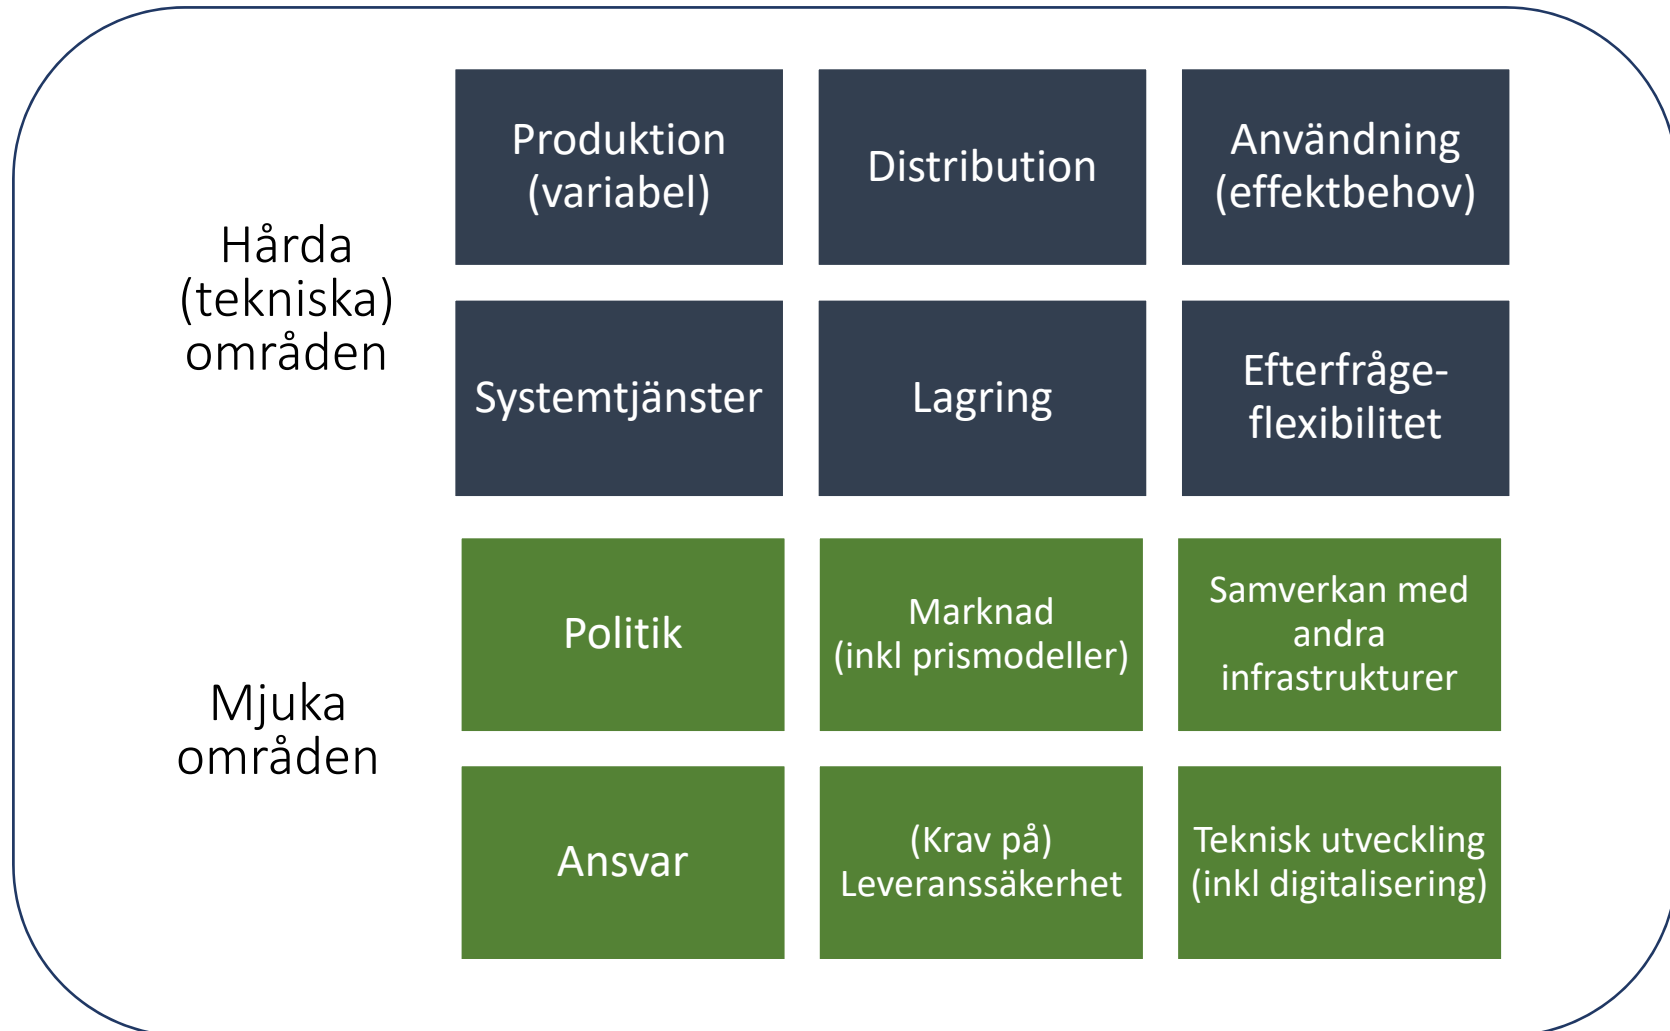 Hårda
(tekniska)
områden
Produktion
(variabel)
Distribution
Användning
(effektbehov)
Systemtjänster
Lagring
Efterfråge-
flexibilitet
Mjuka
områden
Politik
Marknad
(inkl prismodeller)
Samverkan med
andra
infrastrukturer
Ansvar
(Krav på)
Leveranssäkerhet
Teknisk utveckling
(inkl digitalisering)